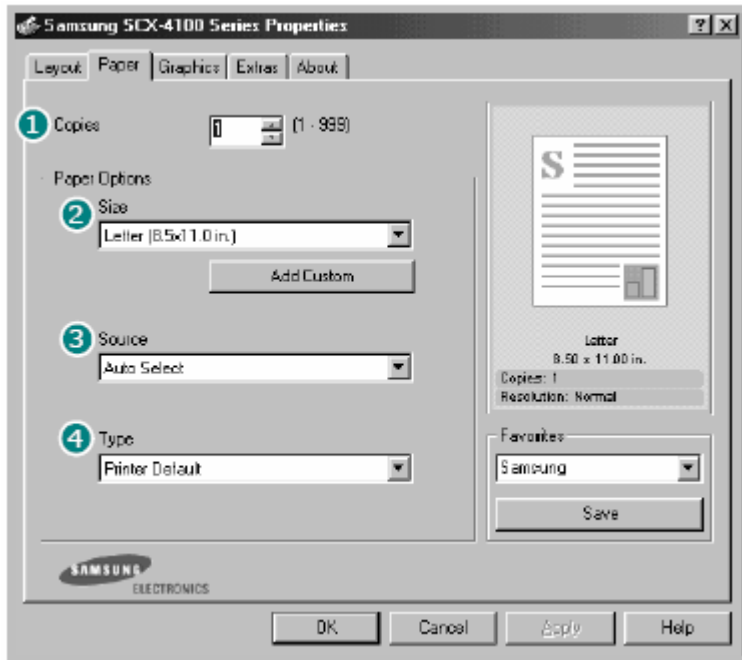 Samsung SCX-4100 Series Properties
Layout Paper Graphics Extras About
1 Copies 1 (1 - 999)
Paper Options
2 Size
Letter (8.5x11.0 in.)
Add Custom
3 Source
Auto Select
4 Type
Printer Default
SAMSUNG
ELECTRONICS
S
Letter
8.50 x 11.00 in.
Copies: 1
Resolution: Normal
Favorites
Samsung
Save
OK Cancel Apply Help